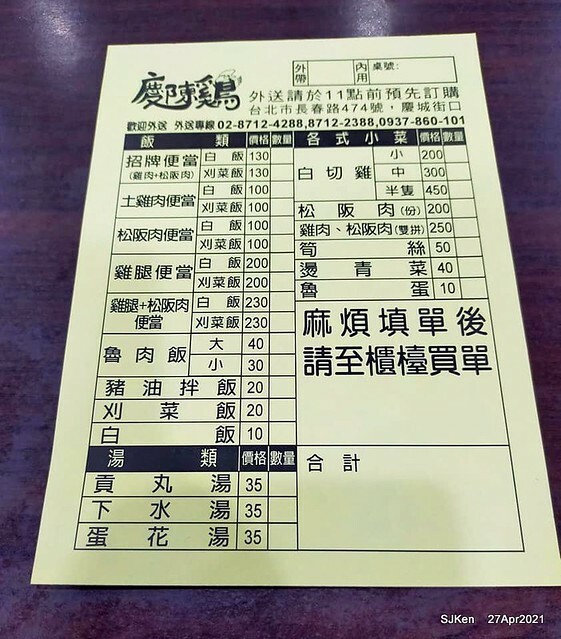 慶陳雞
外帶
內用
桌號:
外送請於11點前預先訂購
台北市長春路474號,慶城街口
歡迎外送 外送專線02-8712-4288,8712-2388,0937-860-101
飯類 價格 數量
招牌便當(雞肉+松阪肉) 白飯 130
刈菜飯 130
土雞肉便當 白飯 100
刈菜飯 100
松阪肉便當 白飯 100
刈菜飯 100
雞腿便當 白飯 200
刈菜飯 200
雞腿+松阪肉便當 白飯 230
刈菜飯 230
魯肉飯 大 40
小 30
豬油拌飯 20
刈菜飯 20
白飯 10
湯類 價格 數量
貢丸湯 35
下水湯 35
蛋花湯 35
各式小菜 價格 數量
白切雞 小 200
中 300
半隻 450
松阪肉(份) 200
雞肉、松阪肉(雙拼) 250
筍絲 50
燙青菜 40
魯蛋 10
麻煩填單後
請至櫃檯買單
合計
SJKen 27Apr2021